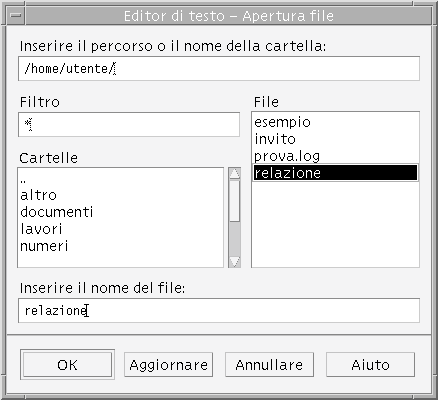 Editor di testo – Apertura file
Inserire il percorso o il nome della cartella:
/home/utente/
Filtro
*
File
esempio
invito
prova.log
relazione
Cartelle
..
altro
documenti
lavori
numeri
Inserire il nome del file:
relazione
OK
Aggiornare
Annullare
Aiuto